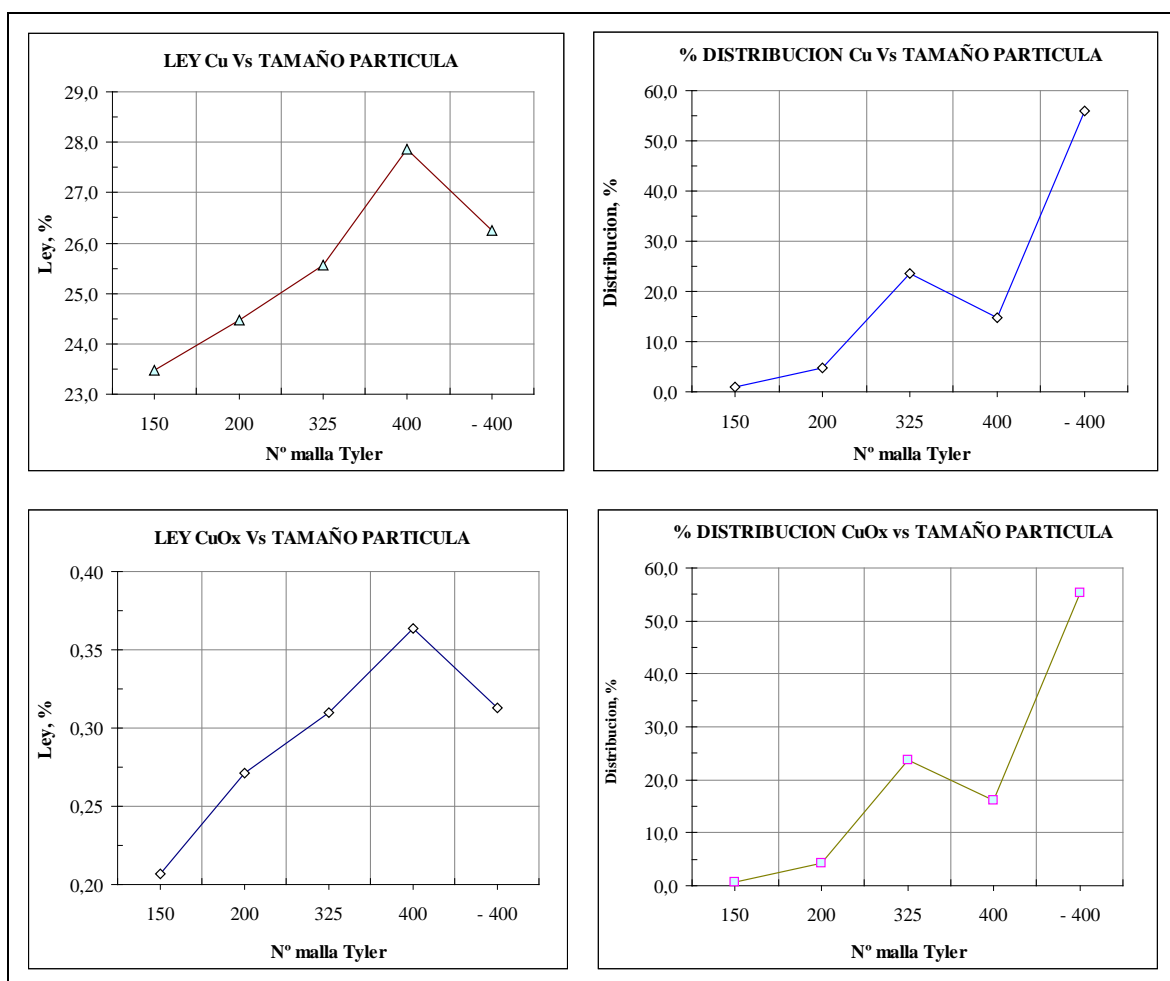 LEY Cu Vs TAMAÑO PARTICULA
29,0
28,0
27,0
26,0
25,0
24,0
23,0
Ley, %
150 200 325 400 - 400
Nº malla Tyler
% DISTRIBUCION Cu Vs TAMAÑO PARTICULA
60,0
50,0
40,0
30,0
20,0
10,0
0,0
Distribucion, %
150 200 325 400 - 400
Nº malla Tyler
LEY CuOx Vs TAMAÑO PARTICULA
0,40
0,35
0,30
0,25
0,20
Ley, %
150 200 325 400 - 400
Nº malla Tyler
% DISTRIBUCION CuOx vs TAMAÑO PARTICULA
60,0
50,0
40,0
30,0
20,0
10,0
0,0
Distribucion, %
150 200 325 400 - 400
Nº malla Tyler